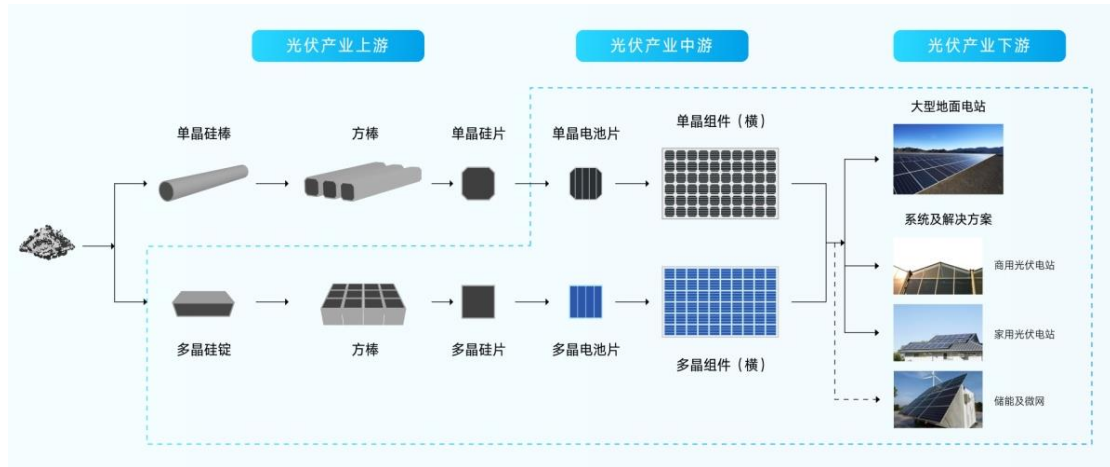 光伏产业上游
光伏产业中游
光伏产业下游
单晶硅棒
方棒
单晶硅片
单晶电池片
单晶组件（横）
大型地面电站
系统及解决方案
商用光伏电站
家用光伏电站
储能及微网
多晶硅锭
方棒
多晶硅片
多晶电池片
多晶组件（横）